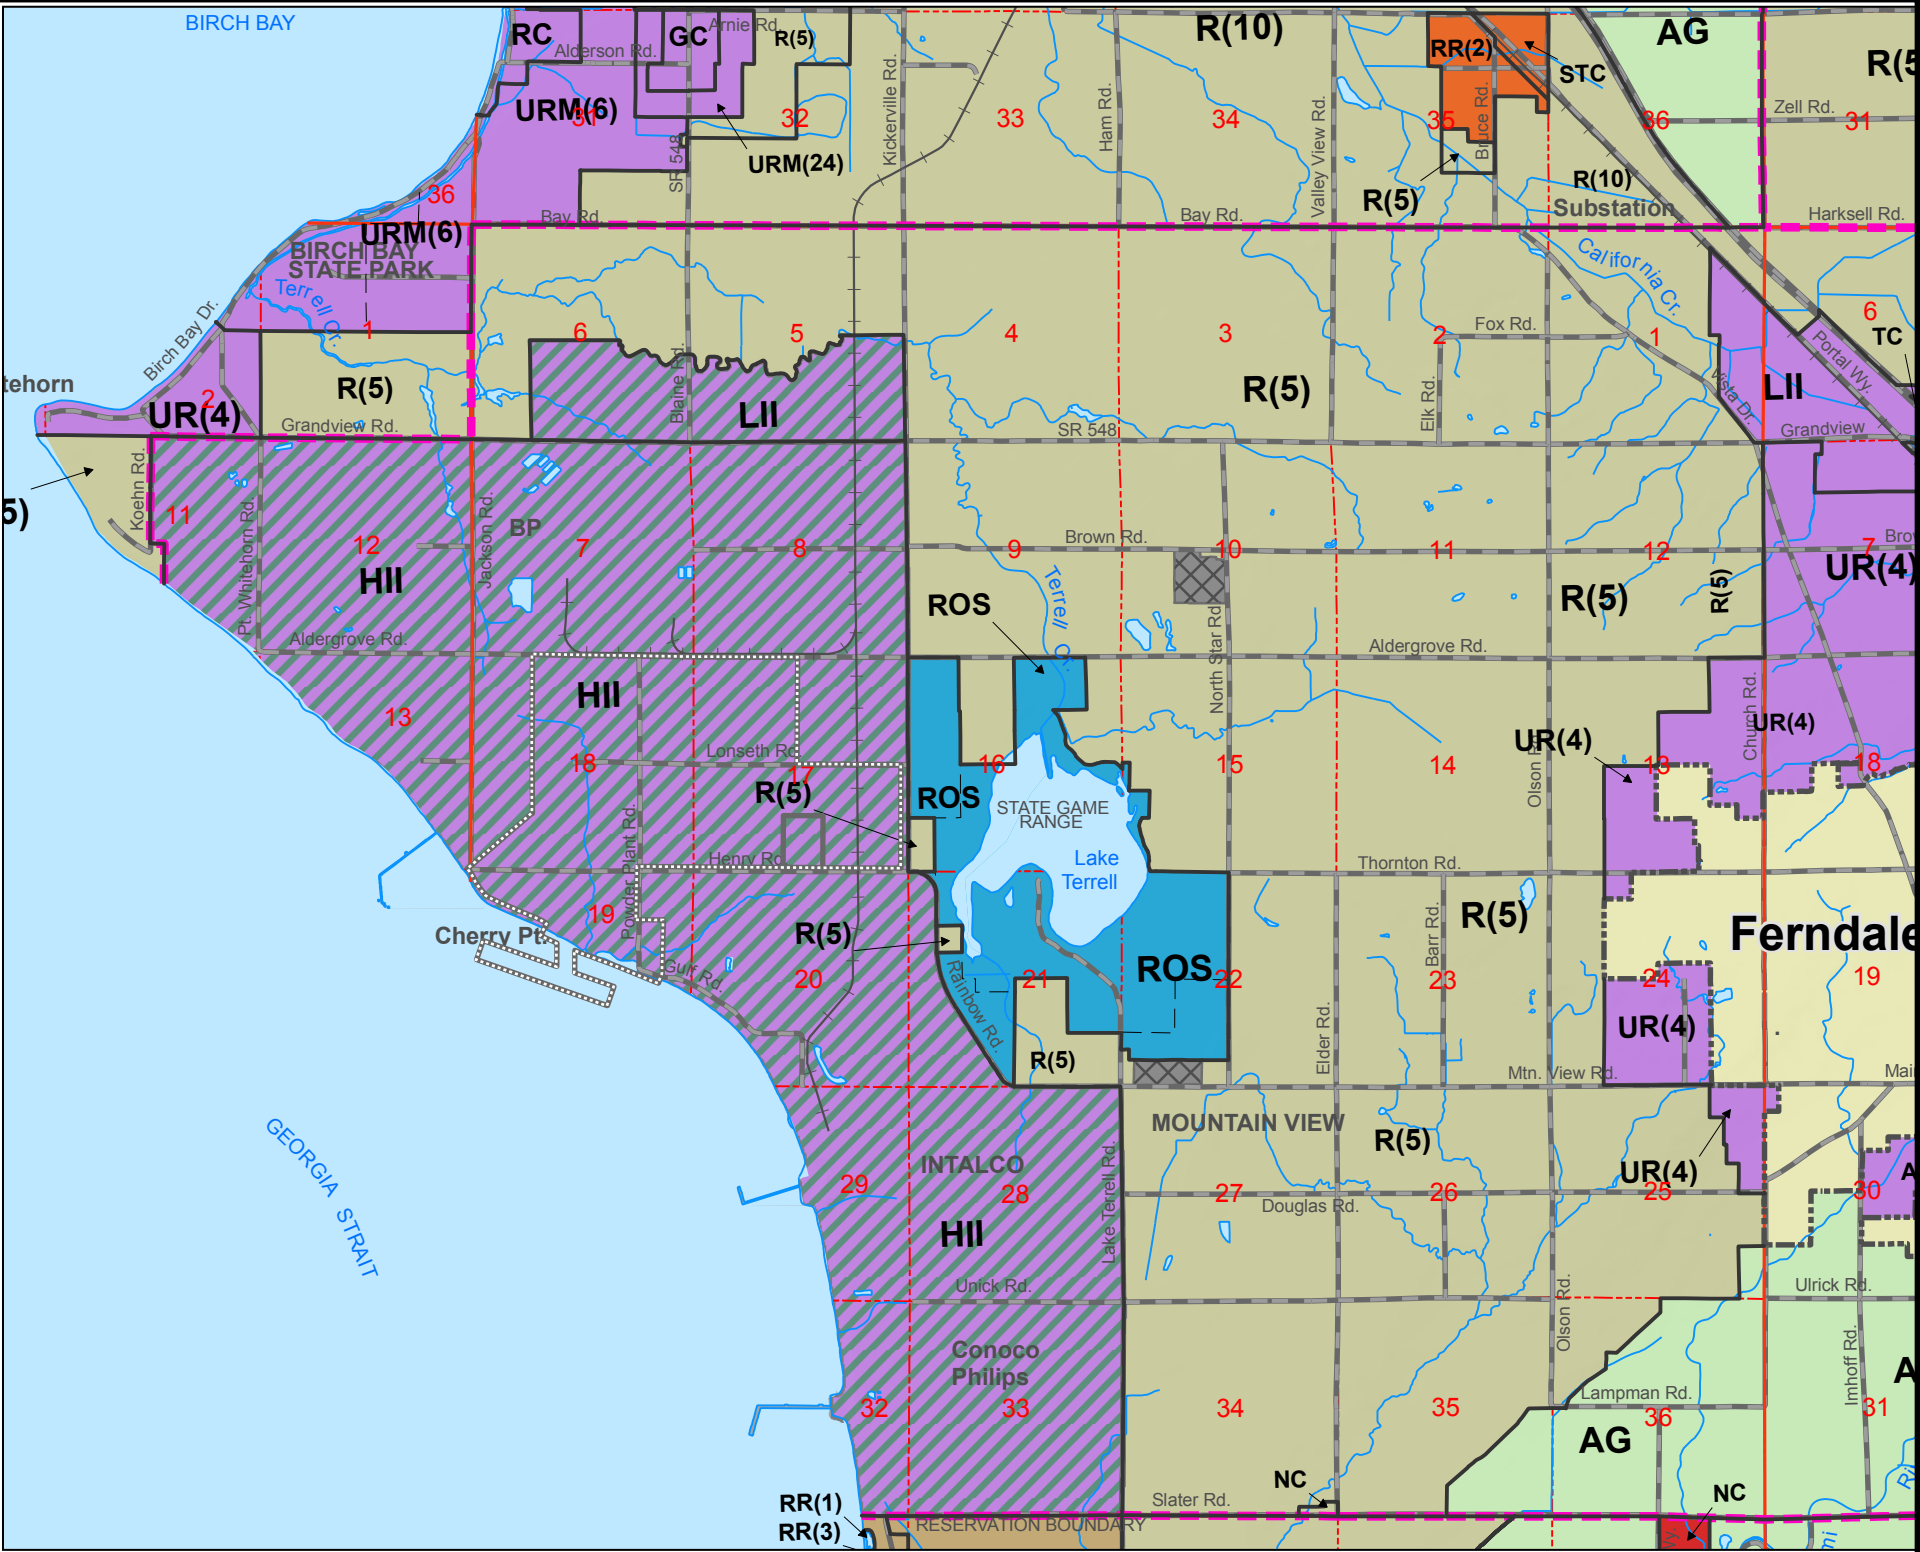 BIRCH BAY
RC
GC
Arnie Rd.
R(5)
Alderson Rd.
URM(6)
31
32
URM(24)
SR 548
Kickerville Rd.
33
Ham Rd.
R(10)
34
Valley View Rd.
RR(2)
STC
35
Bruce Rd.
R(5)
R(10)
Substation
36
AG
R(5
Zell Rd.
31
Harksell Rd.
36
URM(6)
BIRCH BAY
STATE PARK
Terrell Cr.
1
Birch Bay Dr.
Bay Rd.
Bay Rd.
6
5
4
3
2
1
Blaine Rd.
LII
R(5)
Elk Rd.
Fox Rd.
California Cr.
Vista Dr.
LII
Portal Wy.
6
TC
tehorn
2
UR(4)
R(5)
Grandview Rd.
SR 548
Grandview
5)
Koehn Rd.
11
Pt. Whitehorn Rd.
12
HII
Jackson Rd.
BP
7
8
9
Brown Rd.
10
11
12
R(5)
R(5)
7
Bro
UR(4)
ROS
Terrell Cr.
Aldergrove Rd.
Aldergrove Rd.
North Star Rd.
HII
13
18
Lonseth Rd.
17
R(5)
ROS
16
STATE GAME
RANGE
Lake
Terrell
15
14
UR(4)
Olson Rd.
13
Church Rd.
UR(4)
18
Powder Plant Rd.
Henry Rd.
Thornton Rd.
19
Cherry Pt.
Gulf Rd.
R(5)
20
Rainbow Rd.
21
R(5)
ROS
22
Elder Rd.
Barr Rd.
R(5)
23
24
UR(4)
Ferndale
19
Mtn. View Rd.
Mai
GEORGIA STRAIT
MOUNTAIN VIEW
R(5)
INTALCO
29
28
HII
Lake Terrell Rd.
27
Douglas Rd.
26
UR(4)
25
30
A
Unick Rd.
Olson Rd.
Ulrick Rd.
Conoco
Philips
32
33
34
35
Lampman Rd.
36
AG
Imhoff Rd.
A
31
NC
NC
Slater Rd.
RR(1)
RR(3)
RESERVATION BOUNDARY
Ri
mi